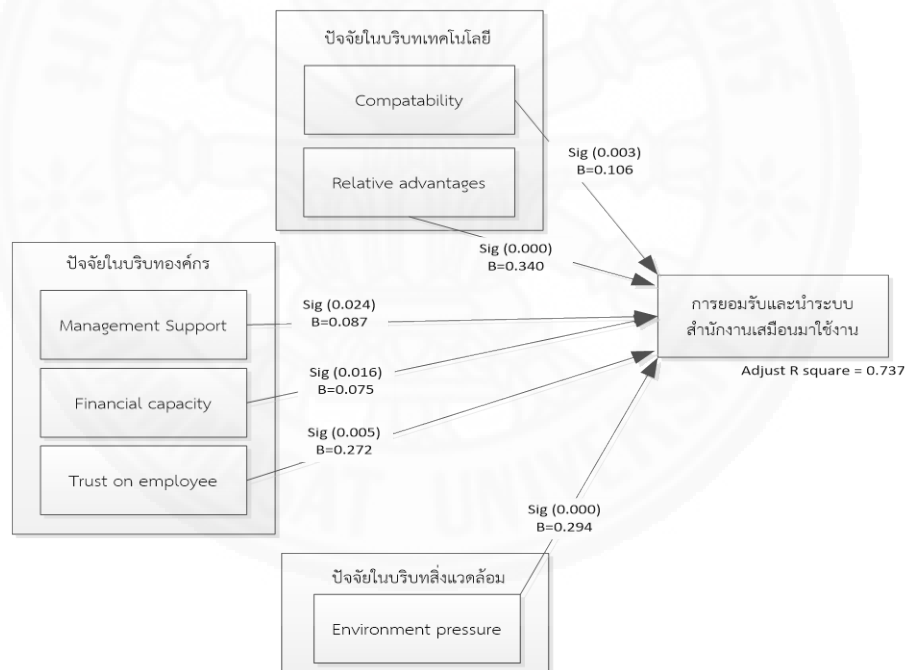 ปัจจัยในบริบทเทคโนโลยี
Compatability
Relative advantages
Sig (0.003)
B=0.106
Sig (0.000)
B=0.340
ปัจจัยในบริบทองค์กร
Management Support
Financial capacity
Trust on employee
Sig (0.024)
B=0.087
Sig (0.016)
B=0.075
Sig (0.005)
B=0.272
การยอมรับและนำระบบ
สำนักงานเสมือนมาใช้งาน
Adjust R square = 0.737
Sig (0.000)
B=0.294
ปัจจัยในบริบทสิ่งแวดล้อม
Environment pressure